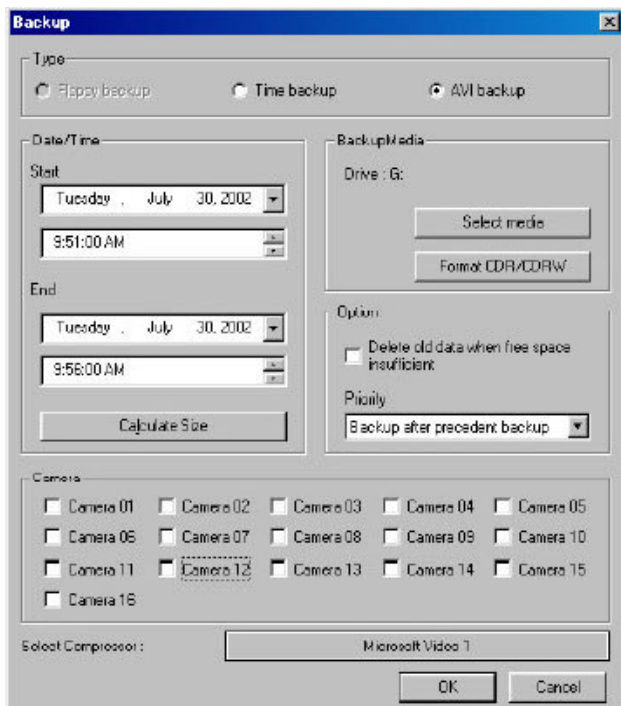 Backup
Type
Floppy backup
Time backup
AVI backup
Date/Time
Start
Tuesday , July 30, 2002
9:51:00 AM
End
Tuesday , July 30, 2002
9:56:00 AM
Calculate Size
BackupMedia
Drive : G:
Select media
Format CDR/CDRW
Option
Delete old data when free space
insufficient
Priority
Backup after precedent backup
Camera
Camera 01 Camera 02 Camera 03 Camera 04 Camera 05
Camera 06 Camera 07 Camera 08 Camera 09 Camera 10
Camera 11 Camera 12 Camera 13 Camera 14 Camera 15
Camera 16
Select Compressor :
Microsoft Video 1
OK
Cancel